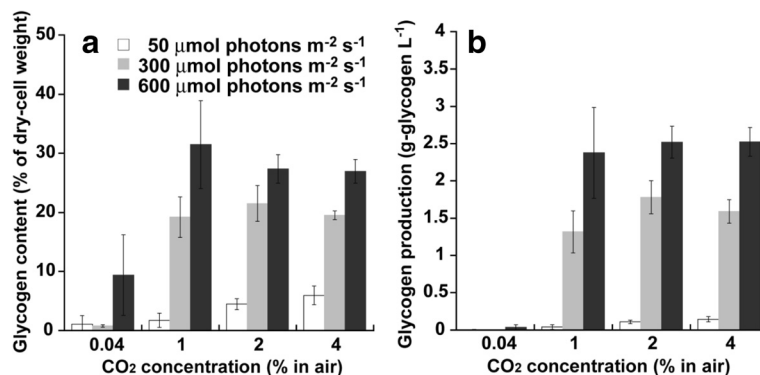 a
50 μmol photons m-2 s-1
300 μmol photons m-2 s-1
600 μmol photons m-2 s-1
Glycogen content (% of dry-cell weight)
50
40
30
20
10
0
0.04 1 2 4
CO2 concentration (% in air)
b
Glycogen production (g-glycogen L-1)
4
3.5
3
2.5
2
1.5
1
0.5
0
0.04 1 2 4
CO2 concentration (% in air)